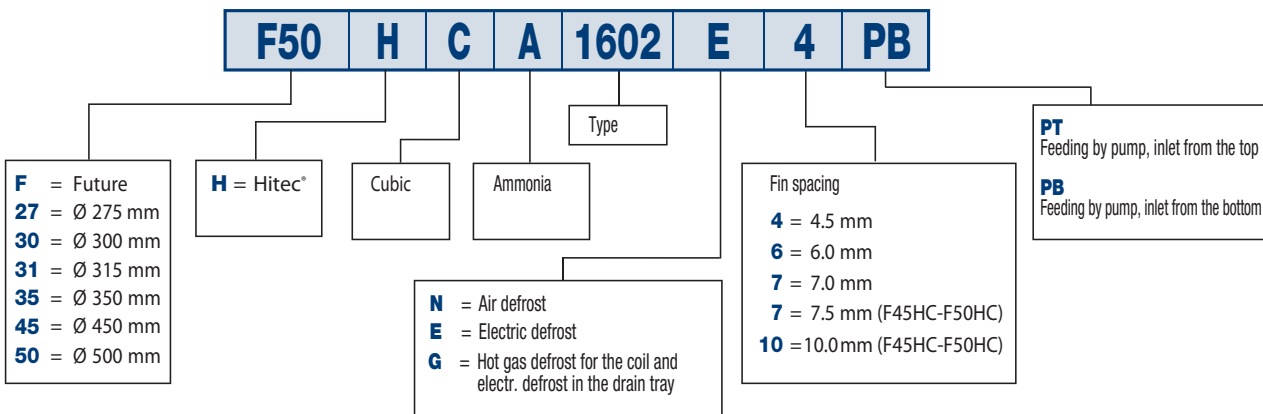 F50 H C A 1602 E 4 PB
Type
PT
Feeding by pump, inlet from the top
PB
Feeding by pump, inlet from the bottom
F = Future
27 = Ø 275 mm
30 = Ø 300 mm
31 = Ø 315 mm
35 = Ø 350 mm
45 = Ø 450 mm
50 = Ø 500 mm
H = Hitec®
Cubic
Ammonia
N = Air defrost
E = Electric defrost
G = Hot gas defrost for the coil and
electr. defrost in the drain tray
Fin spacing
4 = 4.5 mm
6 = 6.0 mm
7 = 7.0 mm
7 = 7.5 mm (F45HC-F50HC)
10 =10.0 mm (F45HC-F50HC)